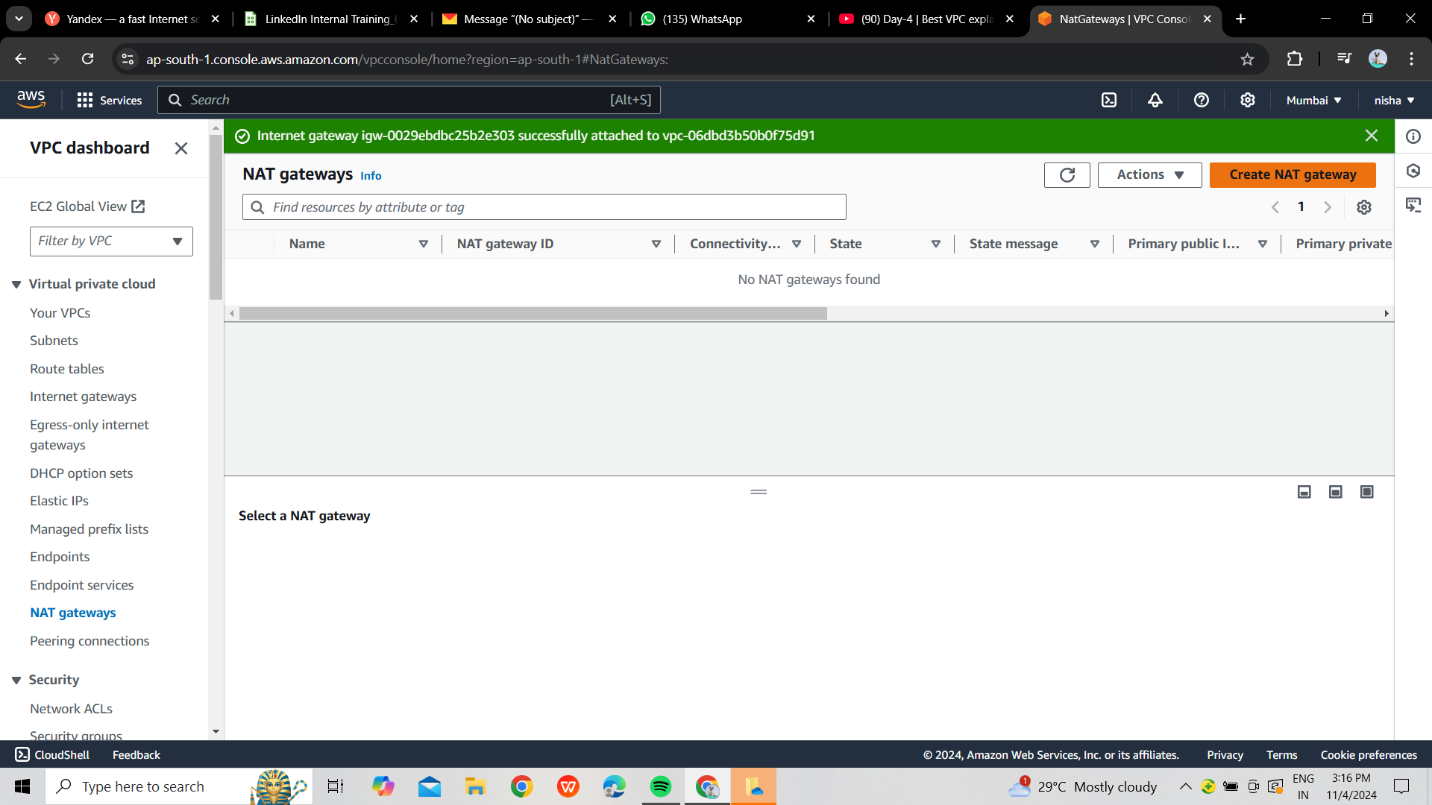 Yandex — a fast Internet se
LinkedIn Internal Training_
Message “(No subject)” —
(135) WhatsApp
(90) Day-4 | Best VPC expla
NatGateways | VPC Consol
ap-south-1.console.aws.amazon.com/vpcconsole/home?region=ap-south-1#NatGateways:
aws
Services
Search
[Alt+S]
Mumbai
nisha
VPC dashboard
EC2 Global View
Filter by VPC
Virtual private cloud
Your VPCs
Subnets
Route tables
Internet gateways
Egress-only internet
gateways
DHCP option sets
Elastic IPs
Managed prefix lists
Endpoints
Endpoint services
NAT gateways
Peering connections
Security
Network ACLs
Security groups
Internet gateway igw-0029ebdbc25b2e303 successfully attached to vpc-06dbd3b50b0f75d91
NAT gateways Info
Actions
Create NAT gateway
Find resources by attribute or tag
1
Name
NAT gateway ID
Connectivity...
State
State message
Primary public I...
Primary private
No NAT gateways found
Select a NAT gateway
CloudShell
Feedback
© 2024, Amazon Web Services, Inc. or its affiliates.
Privacy
Terms
Cookie preferences
Type here to search
1
29°C Mostly cloudy
ENG
IN
3:16 PM
11/4/2024